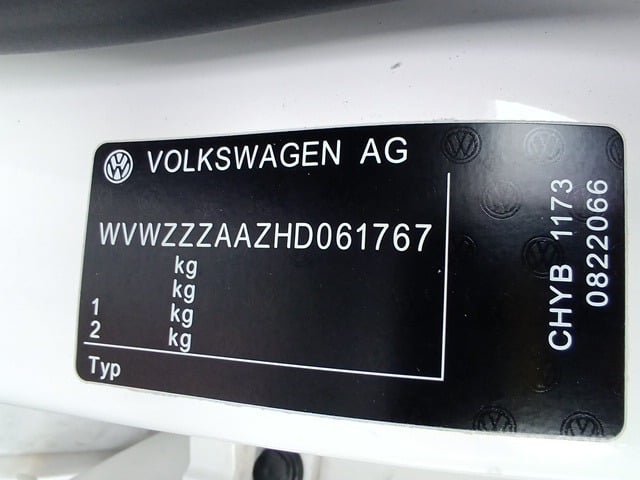 VOLKSWAGEN AG
WVWZZZAAZHD061767
kg
kg
1 kg
2 kg
Typ
CHYB 1173
0822066